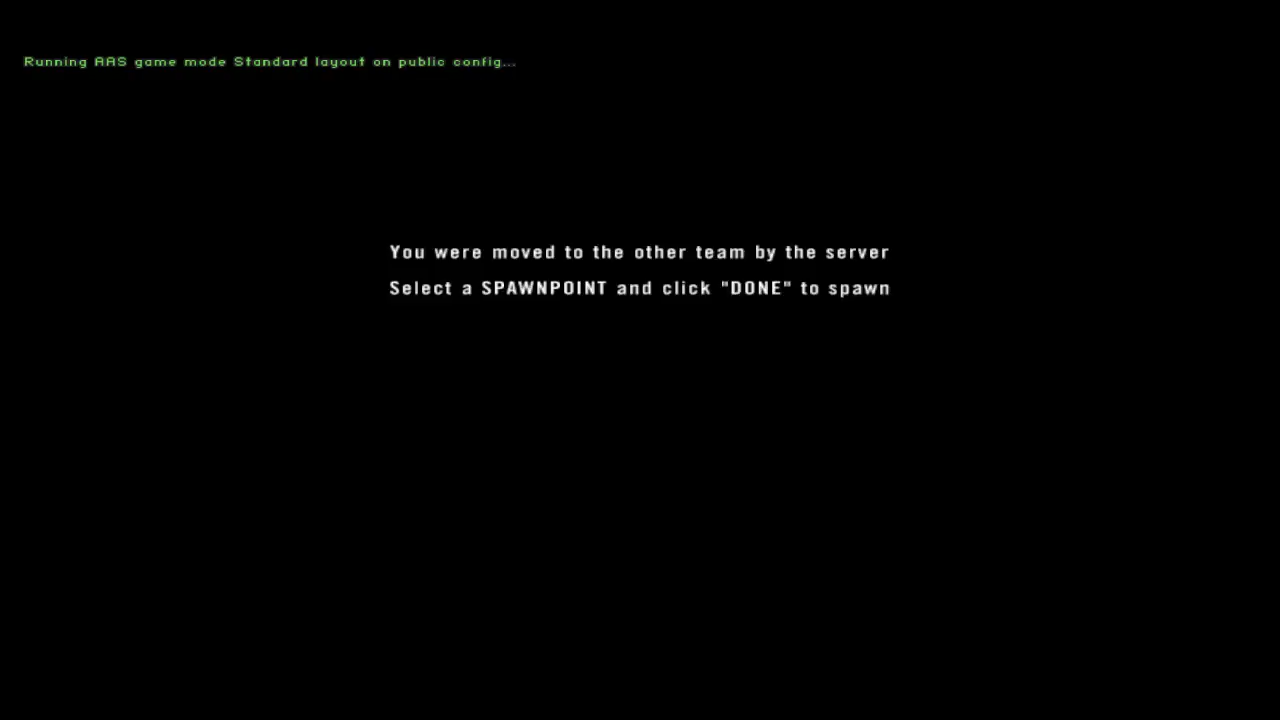 Running AAS game mode Standard layout on public config...
You were moved to the other team by the server
Select a SPAWNPOINT and click "DONE" to spawn